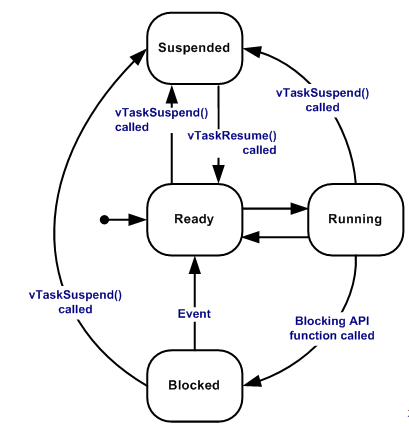 Suspended
vTaskSuspend()
called
vTaskSuspend()
called
vTaskResume()
called
Ready
Running
vTaskSuspend()
called
Event
Blocking API
function called
Blocked